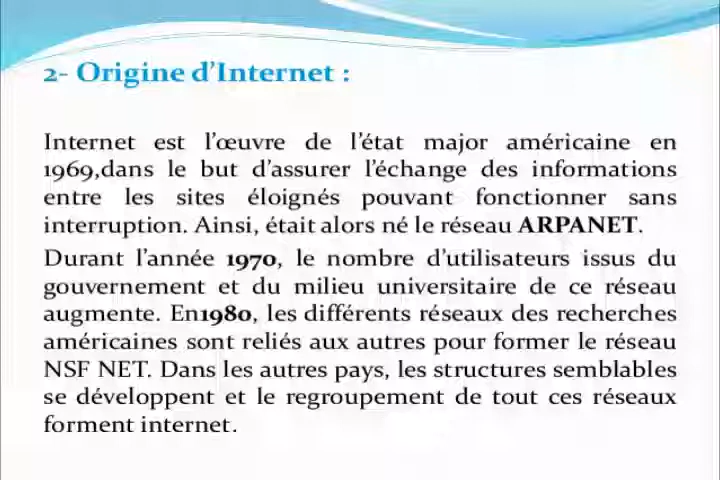 2- Origine d'Internet :
Internet est l'œuvre de l'état major américaine en
1969,dans le but d'assurer l'échange des informations
entre les sites éloignés pouvant fonctionner sans
interruption. Ainsi, était alors né le réseau ARPANET.
Durant l'année 1970, le nombre d'utilisateurs issus du
gouvernement et du milieu universitaire de ce réseau
augmente. En1980, les différents réseaux des recherches
américaines sont reliés aux autres pour former le réseau
NSF NET. Dans les autres pays, les structures semblables
se développent et le regroupement de tout ces réseaux
forment internet.